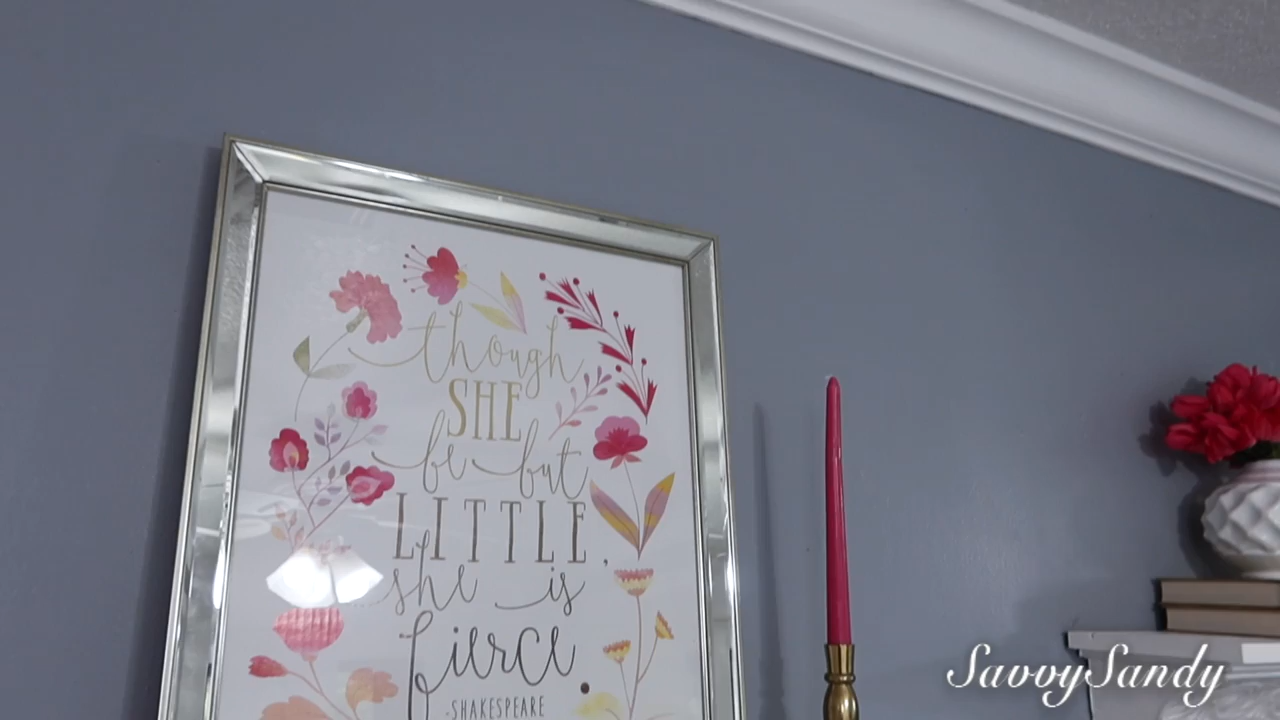 though
SHE
be but
LITTLE,
she is
fierce.
-SHAKESPEARE
SavvySandy